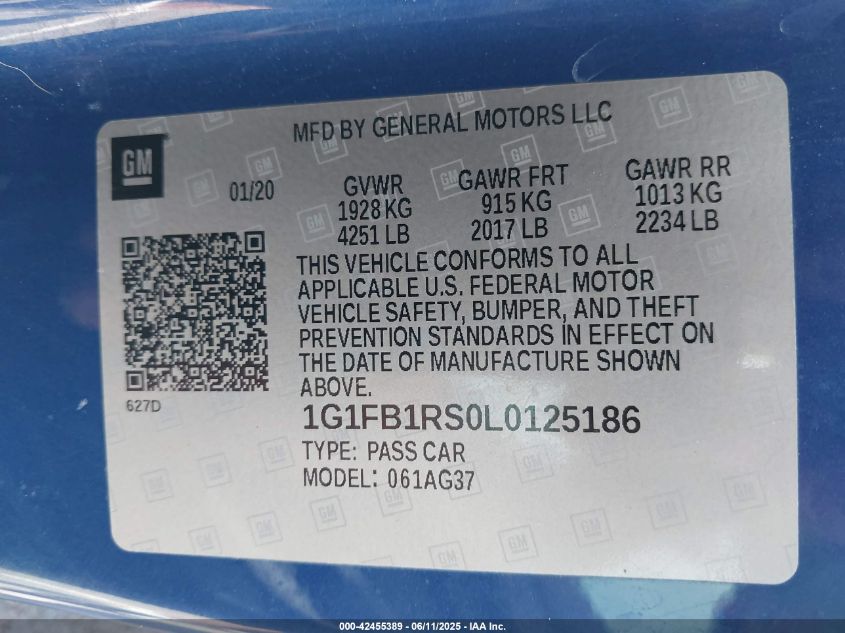 MFD BY GENERAL MOTORS LLC
GM
01/20
GVWR
1928 KG
4251 LB
GAWR FRT
915 KG
2017 LB
GAWR RR
1013 KG
2234 LB
THIS VEHICLE CONFORMS TO ALL
APPLICABLE U.S. FEDERAL MOTOR
VEHICLE SAFETY, BUMPER, AND THEFT
PREVENTION STANDARDS IN EFFECT ON
THE DATE OF MANUFACTURE SHOWN
ABOVE.
627D
1G1FB1RS0L0125186
TYPE: PASS CAR
MODEL: 061AG37
000-42455389 - 06/11/2025 - IAA Inc.